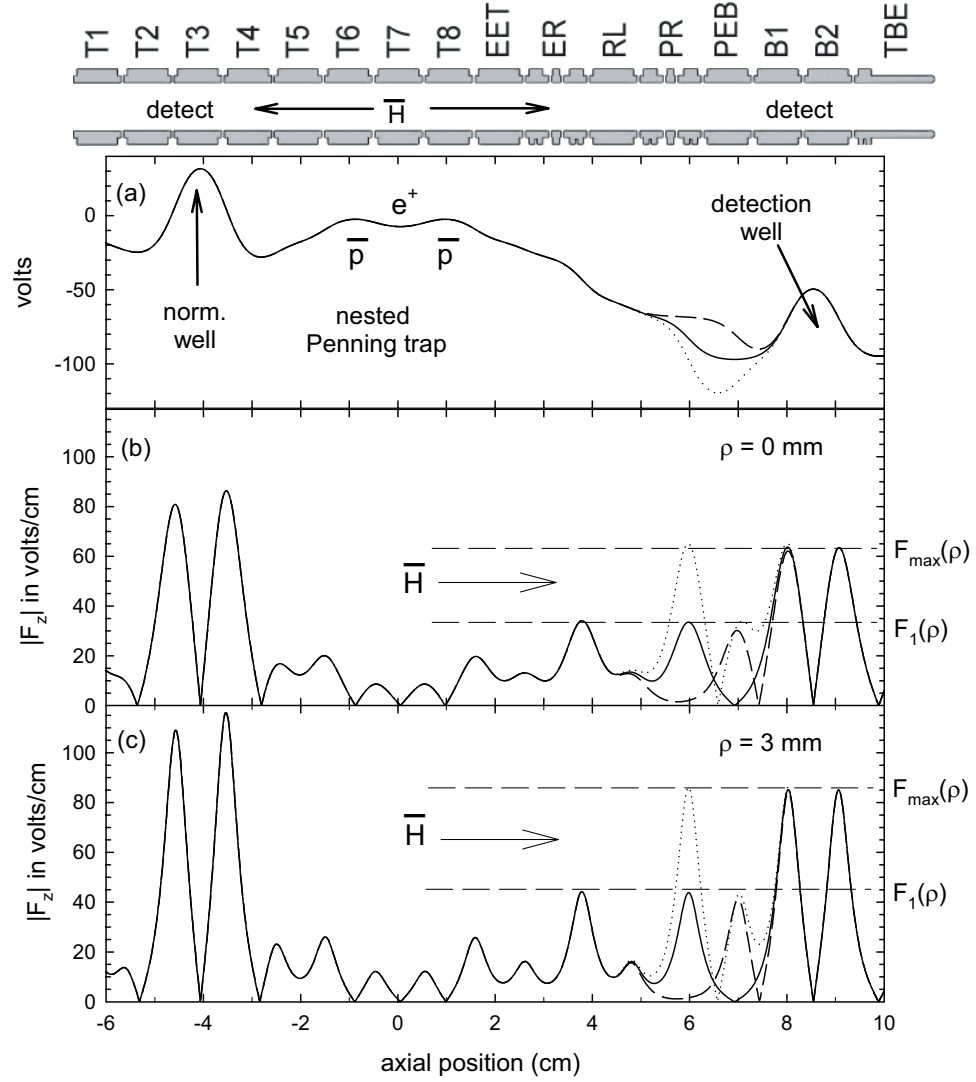 T1 T2 T3 T4 T5 T6 T7 T8 EET ER RL PR PEB B1 B2 TBE
detect H̅ detect
(a)
e⁺
p̅ p̅
detection
well
norm.
well
nested
Penning trap
volts
0
-50
-100
(b)
ρ = 0 mm
|F_z| in volts/cm
100
80
60
40
20
0
H̅
F_max(ρ)
F_1(ρ)
(c)
ρ = 3 mm
|F_z| in volts/cm
100
80
60
40
20
0
H̅
F_max(ρ)
F_1(ρ)
-6 -4 -2 0 2 4 6 8 10
axial position (cm)